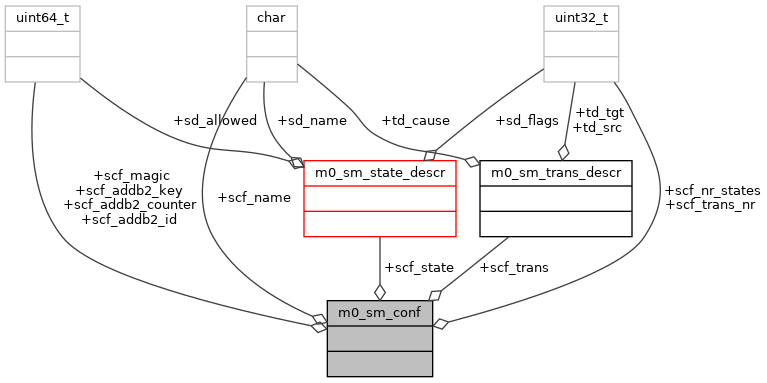 uint64_t
char
uint32_t
+sd_allowed
+sd_name
+td_cause
+sd_flags
+td_tgt
+td_src
m0_sm_state_descr
m0_sm_trans_descr
+scf_magic
+scf_addb2_key
+scf_addb2_counter
+scf_addb2_id
+scf_name
+scf_nr_states
+scf_trans_nr
+scf_state
+scf_trans
m0_sm_conf